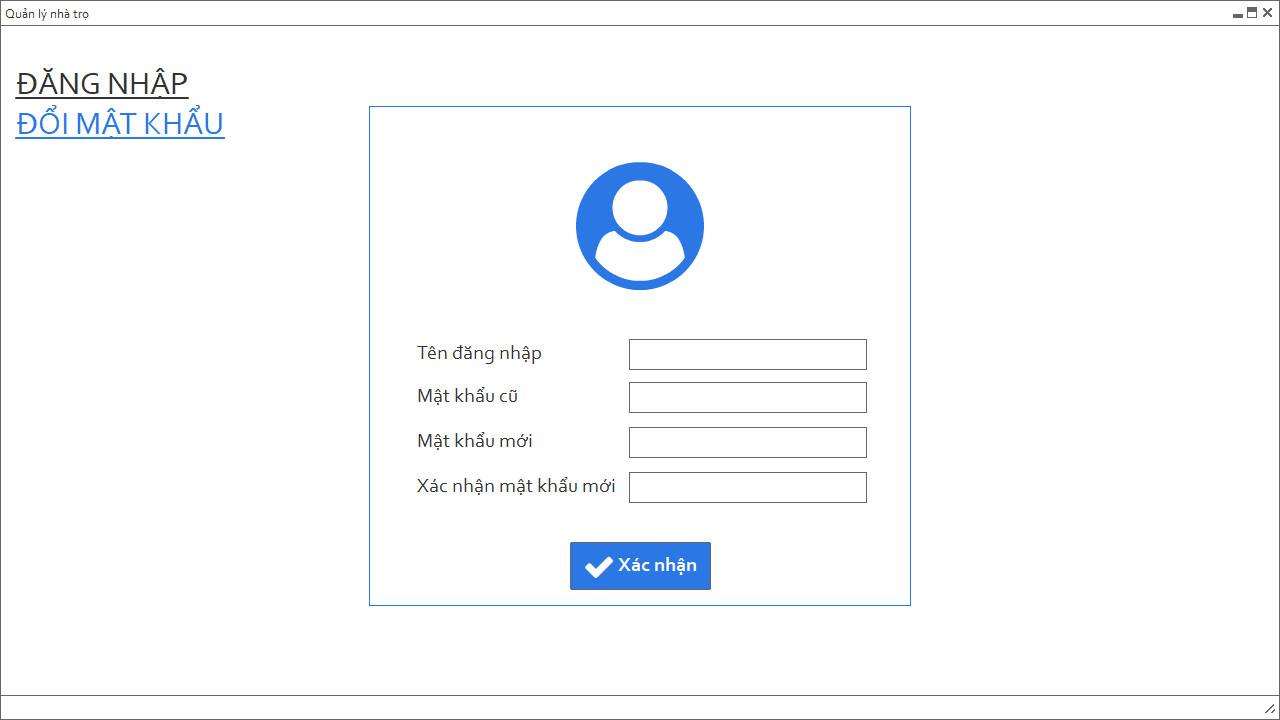 Quản lý nhà trọ
ĐĂNG NHẬP
ĐỔI MẬT KHẨU
Tên đăng nhập
Mật khẩu cũ
Mật khẩu mới
Xác nhận mật khẩu mới
Xác nhận